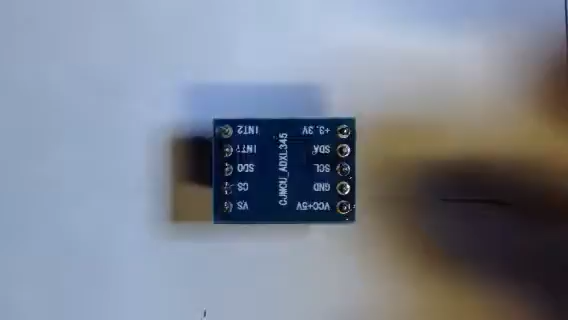 VCC+5V
GND
SCL
SDA
+3.3V
CJMCU_ADXL345
VS
CS
SDO
INT1
INT2